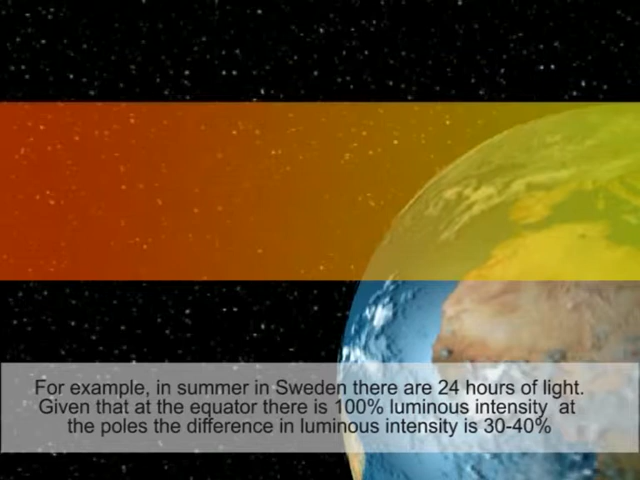 For example, in summer in Sweden there are 24 hours of light.
Given that at the equator there is 100% luminous intensity at
the poles the difference in luminous intensity is 30-40%